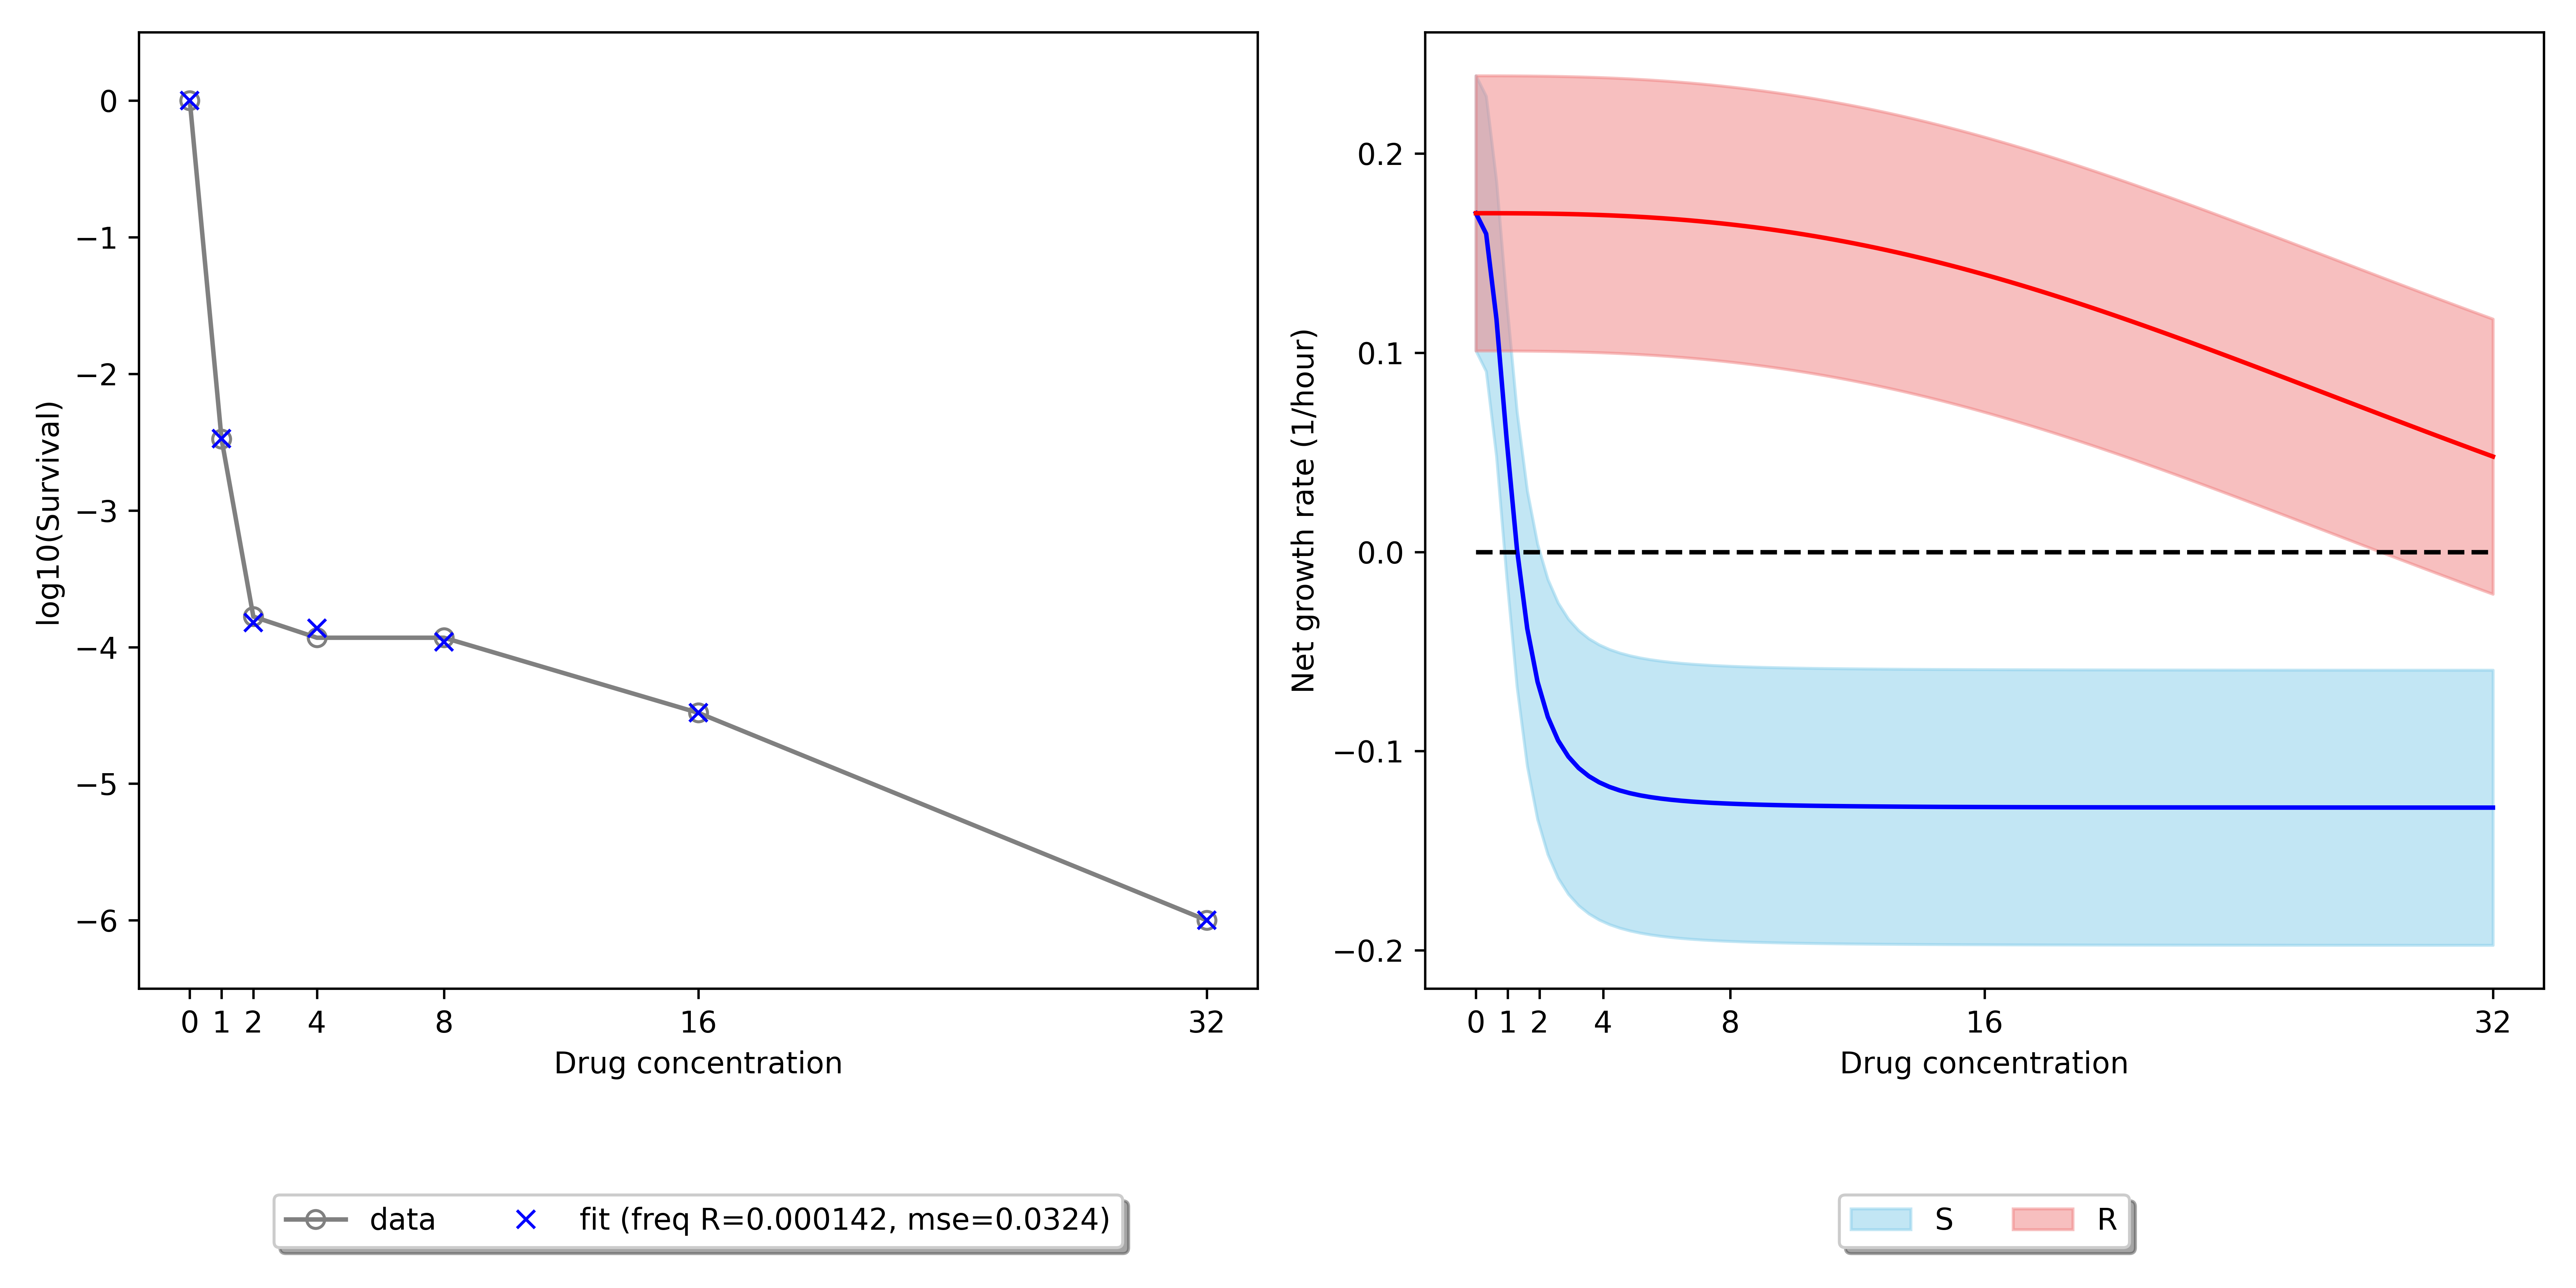 log10(Survival)
0
−1
−2
−3
−4
−5
−6
0 1 2 4 8 16 32
Drug concentration
data fit (freq R=0.000142, mse=0.0324)
Net growth rate (1/hour)
0.2
0.1
0.0
−0.1
−0.2
0 1 2 4 8 16 32
Drug concentration
S R